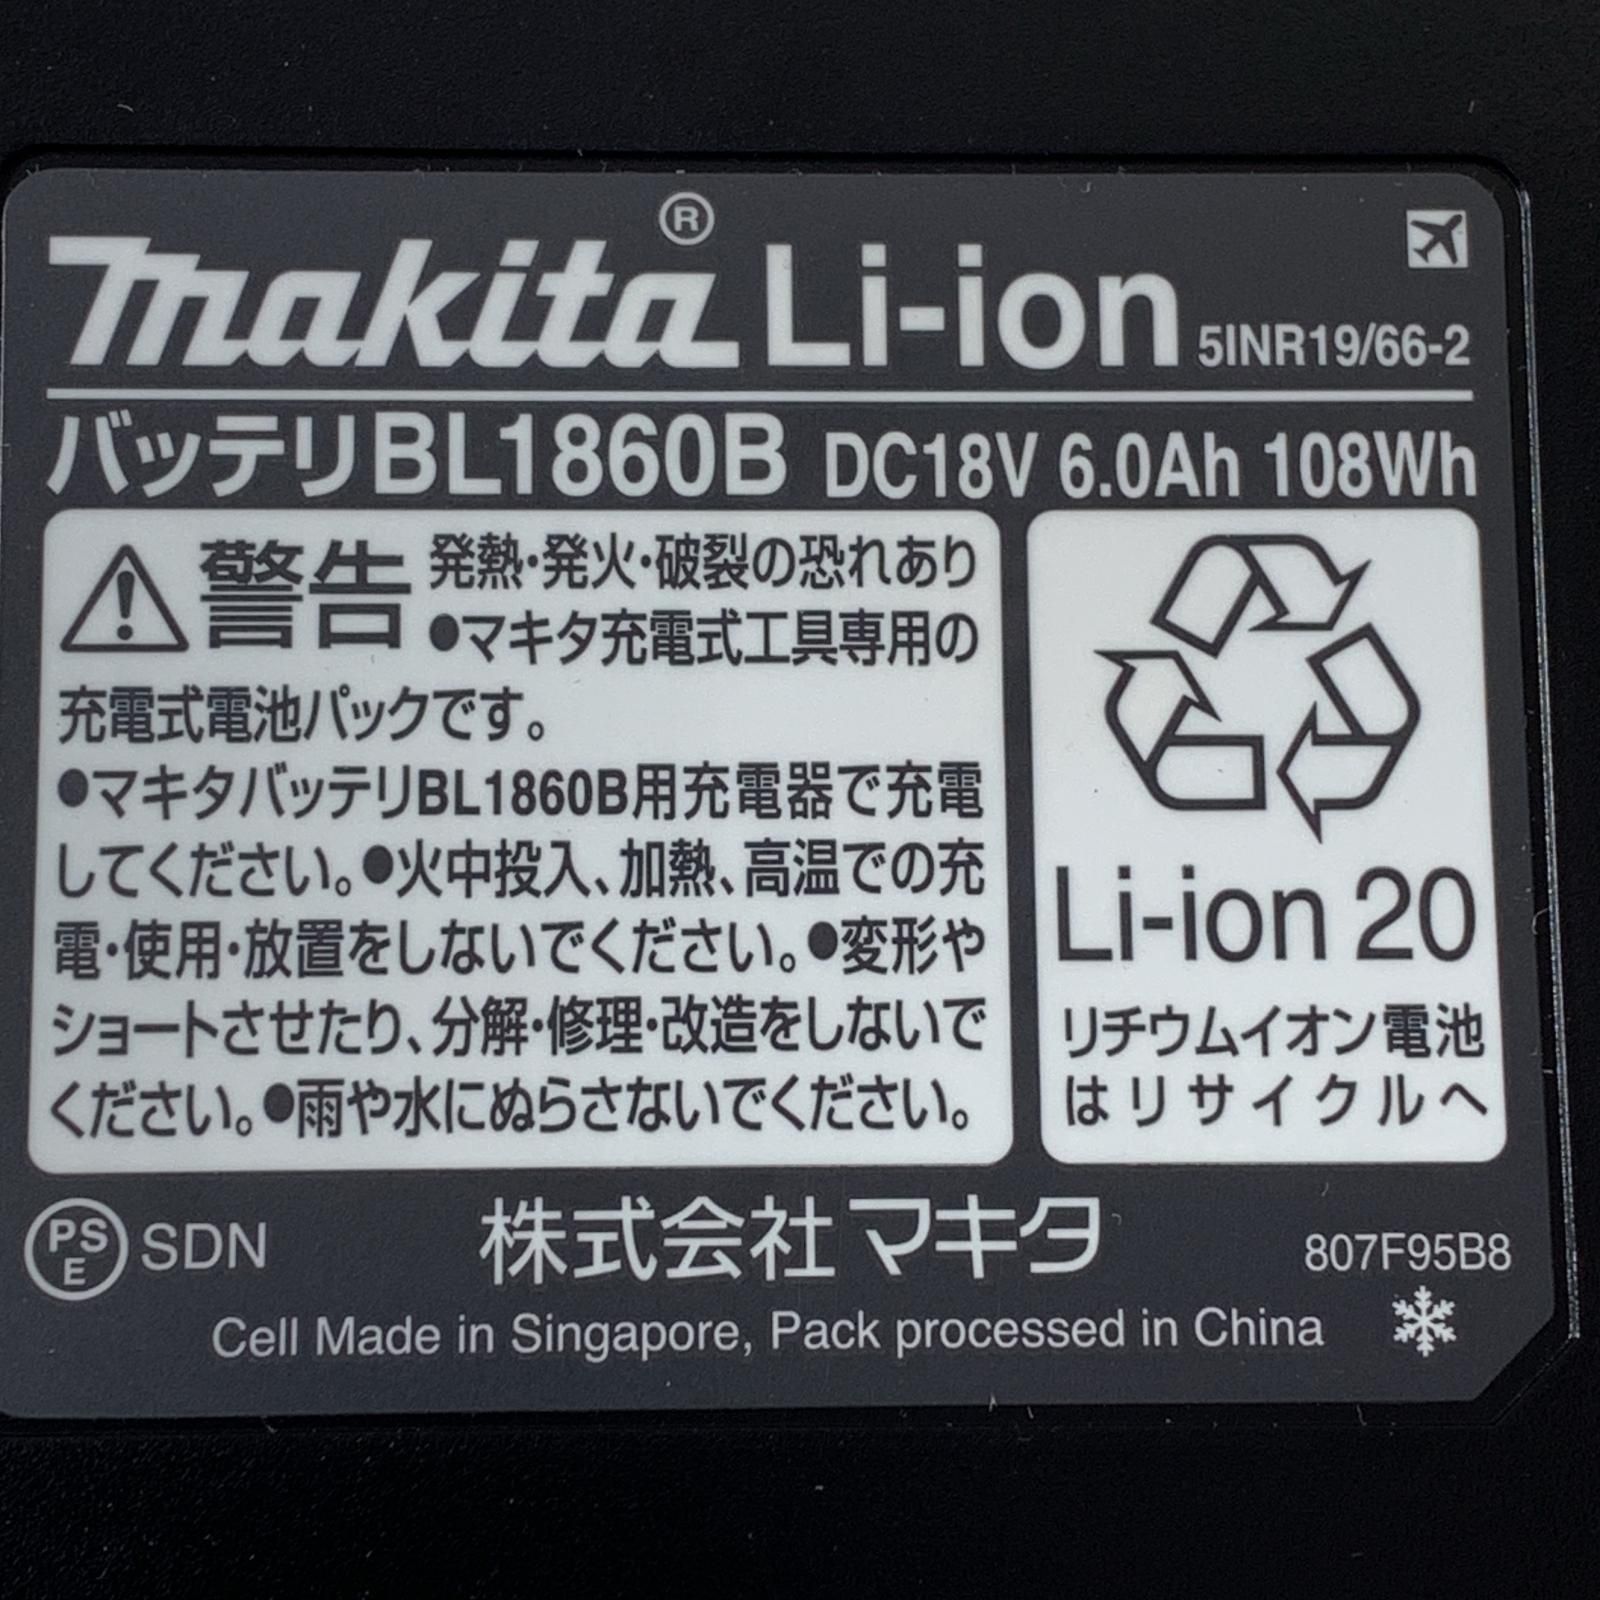 makita® Li-ion 5INR19/66-2
バッテリBL1860B DC18V 6.0Ah 108Wh
警告 発熱・発火・破裂の恐れあり
●マキタ充電式工具専用の
充電式電池パックです。
●マキタバッテリBL1860B用充電器で充電
してください。●火中投入、加熱、高温での充
電・使用・放置をしないでください。●変形や
ショートさせたり、分解・修理・改造をしないで
ください。●雨や水にぬらさないでください。
Li-ion 20
リチウムイオン電池
はリサイクルへ
PS
E
SDN
株式会社マキタ
807F95B8
Cell Made in Singapore, Pack processed in China